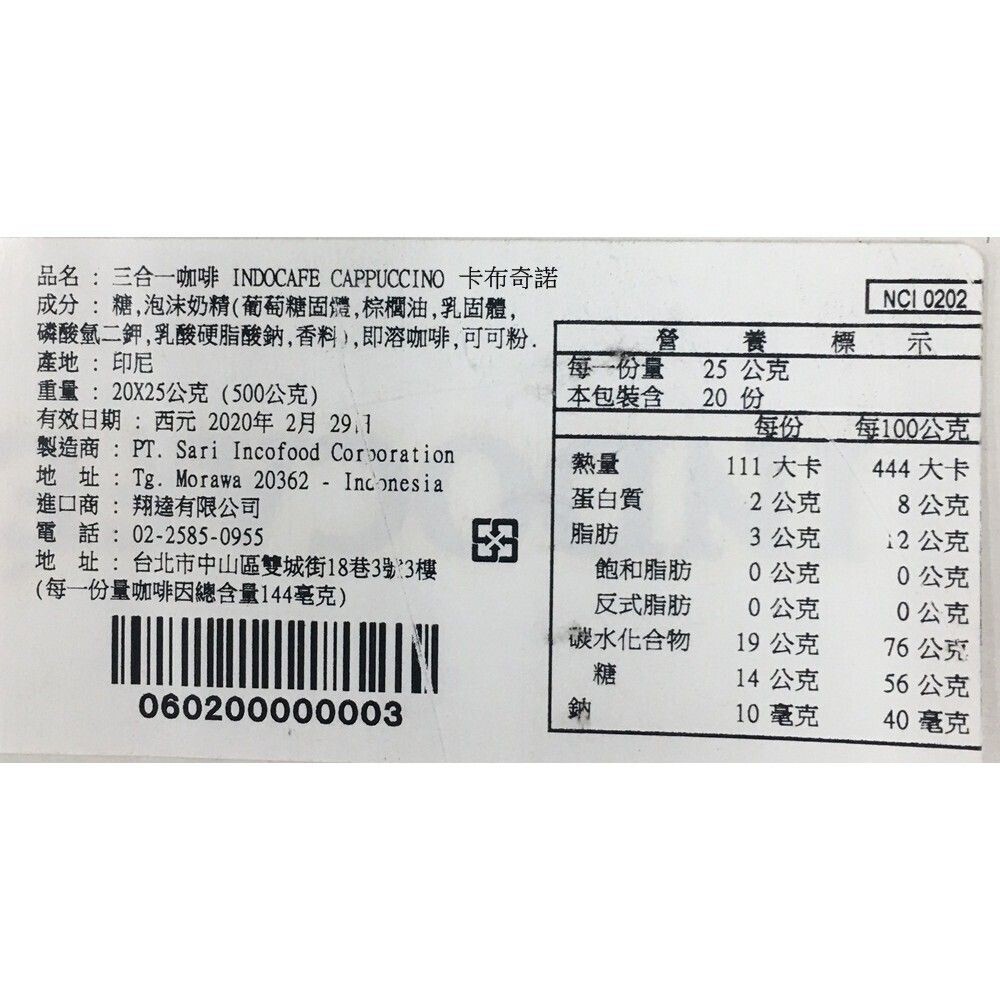 品名 : 三合一咖啡 INDOCAFE CAPPUCCINO 卡布奇諾
成分 : 糖,泡沫奶精(葡萄糖固體,棕櫚油,乳固體,
磷酸氫二鉀,乳酸硬脂酸鈉,香料),即溶咖啡,可可粉.
產地 : 印尼
重量 : 20X25公克 (500公克)
有效日期 : 西元 2020年 2月 29日
製造商 : PT. Sari Incofood Corporation
地 址 : Tg. Morawa 20362 - Indonesia
進口商 : 翔達有限公司
電 話 : 02-2585-0955
地 址 : 台北市中山區雙城街18巷3號3樓
(每一份量咖啡因總含量144毫克)
060200000003
NCI 0202
營 養 標 示
每一份量 25 公克
本包裝含 20 份
每份 每100公克
熱量 111 大卡 444 大卡
蛋白質 2 公克 8 公克
脂肪 3 公克 12 公克
飽和脂肪 0 公克 0 公克
反式脂肪 0 公克 0 公克
碳水化合物 19 公克 76 公克
糖 14 公克 56 公克
鈉 10 毫克 40 毫克